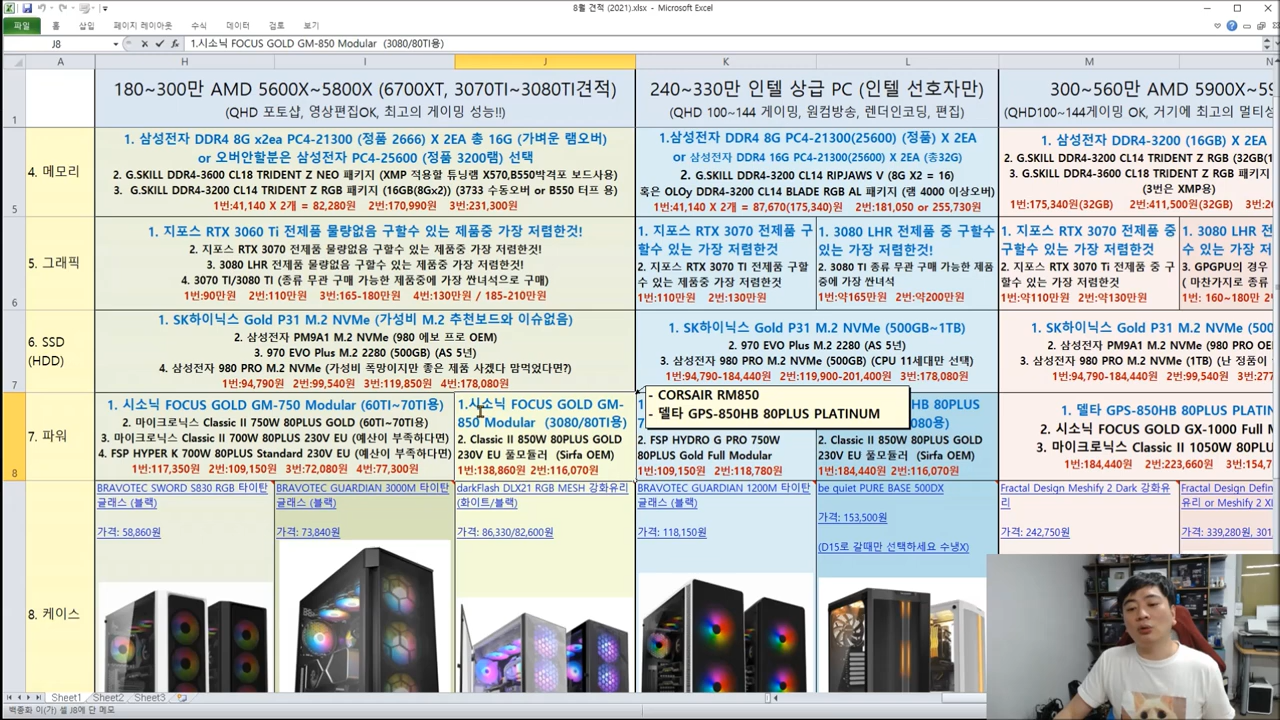 8월 견적 (2021).xlsx - Microsoft Excel
파일 홈 삽입 페이지 레이아웃 수식 데이터 검토 보기
J8 1.시소닉 FOCUS GOLD GM-850 Modular (3080/80TI용)
A H I J K L M N
1
180~300만 AMD 5600X~5800X (6700XT, 3070TI~3080TI견적)
(QHD 포토샵, 영상편집OK, 최고의 게이밍 성능!!)
240~330만 인텔 상급 PC (인텔 선호자만)
(QHD 100~144 게이밍, 원컴방송, 렌더인코딩, 편집)
300~560만 AMD 5900X~59
(QHD100~144게이밍 OK, 거기에 최고의 멀티성
5
4. 메모리
1. 삼성전자 DDR4 8G x2ea PC4-21300 (정품 2666) X 2EA 총 16G (가벼운 램오버)
or 오버안할분은 삼성전자 PC4-25600 (정품 3200램) 선택
2. G.SKILL DDR4-3600 CL18 TRIDENT Z NEO 패키지 (XMP 적용할 튜닝램 X570,B550박격포 보드사용)
3. G.SKILL DDR4-3200 CL14 TRIDENT Z RGB 패키지 (16GB(8Gx2)) (3733 수동오버 or B550 터프 용)
1번:41,140 X 2개 = 82,280원 2번:170,990원 3번:231,300원
1.삼성전자 DDR4 8G PC4-21300(25600) (정품) X 2EA
or 삼성전자 DDR4 16G PC4-21300(25600) X 2EA (총32G)
2. G.SKILL DDR4-3200 CL14 RIPJAWS V (8G X2 = 16)
혹은 OLOy DDR4-3200 CL14 BLADE RGB AL 패키지 (램 4000 이상오버)
1번:41,140 X 2개 = 87,670(175,340)원 2번:181,050 or 255,730원
1. 삼성전자 DDR4-3200 (16GB) X 2EA
2. G.SKILL DDR4-3200 CL14 TRIDENT Z RGB (32GB(1
3. G.SKILL DDR4-3200 CL14 TRIDENT Z RGB 패키지
(3번은 XMP용)
1번:175,340원(32GB) 2번:411,500원(32GB)
6
5. 그래픽
1. 지포스 RTX 3060 Ti 전제품 물량없음 구할수 있는 제품중 가장 저렴한것!
2. 지포스 RTX 3070 전제품 물량없음 구할수 있는 제품중 가장 저렴한것!
3. 3080 LHR 전제품 물량없음 구할수 있는 제품중 가장 저렴한것!
4. 3070 TI/3080 TI (종류 무관 구매 가능한 제품중 가장 싼녀석으로 구매)
1번:90만원 2번:110만원 3번:165-180만원 4번:130만원 / 185-210만원
1. 지포스 RTX 3070 전제품 구
할수 있는 가장 저렴한것
2. 지포스 RTX 3070 TI 전제품 구할
수 있는 제품중 가장 저렴한것
1번:110만원 2번:130만원
1. 3080 LHR 전제품 구할수
있는 가장 저렴한것!
2. 3080 TI 종류 무관 구매 가능한 제품
중에 가장 싼녀석
1번:약165만원 2번:약200만원
1. 지포스 RTX 3070 전제품 중
구할수 있는 가장 저렴한것
2. 지포스 RTX 3070 Ti 전제품 중 구
할수 있는 가장 저렴한것
1번:약110만원 2번:약130만원
3. GPGPU의 경우
( 마찬가지로 종류
1번: 160~180만 2
7
6. SSD
(HDD)
1. SK하이닉스 Gold P31 M.2 NVMe (가성비 M.2 추천보드와 이슈없음)
2. 삼성전자 PM9A1 M.2 NVMe (980 에보 프로 OEM)
3. 970 EVO Plus M.2 2280 (500GB) (AS 5년)
4. 삼성전자 980 PRO M.2 NVMe (가성비 폭망이지만 좋은 제품 사겠다 맘먹었다면?)
1번:94,790원 2번:99,540원 3번:119,850원 4번:178,080원
1. SK하이닉스 Gold P31 M.2 NVMe (500GB~1TB)
2. 970 EVO Plus M.2 2280 (AS 5년)
3. 삼성전자 980 PRO M.2 NVMe (500GB) (CPU 11세대만 선택)
1번:94,790-184,440원 2번:119,900-201,400원 3번:178,080원
1. SK하이닉스 Gold P31 M.2 NVMe (500
2. 삼성전자 PM9A1 M.2 NVMe (980 PRO OE
3. 삼성전자 980 PRO M.2 NVMe (1TB) (난 정품이
1번:94,790-184,440원 2번:99,540-277
8
7. 파워
1. 시소닉 FOCUS GOLD GM-750 Modular (60TI~70TI용)
2. 마이크로닉스 Classic II 750W 80PLUS GOLD (60TI~70TI용)
3. 마이크로닉스 Classic II 700W 80PLUS 230V EU (예산이 부족하다면)
4. FSP HYPER K 700W 80PLUS Standard 230V EU (예산이 부족하다면)
1번:117,350원 2번:109,150원 3번:72,080원 4번:77,300원
1.시소닉 FOCUS GOLD GM-
850 Modular (3080/80TI용)
2. Classic II 850W 80PLUS GOLD
230V EU 풀모듈러 (Sirfa OEM)
1번:138,860원 2번:116,070원
- CORSAIR RM850
- 델타 GPS-850HB 80PLUS PLATINUM
2. FSP HYDRO G PRO 750W
80PLUS Gold Full Modular
1번:109,150원 2번:118,780원
HB 80PLUS
080용)
2. Classic II 850W 80PLUS GOLD
230V EU 풀모듈러 (Sirfa OEM)
1번:184,440원 2번:116,070원
1. 델타 GPS-850HB 80PLUS PLATIN
2. 시소닉 FOCUS GOLD GX-1000 Full M
3. 마이크로닉스 Classic II 1050W 80PLU
1번:184,440원 2번:223,660원 3번:154,7
8. 케이스
BRAVOTEC SWORD S830 RGB 타이탄
글래스 (블랙)
가격: 58,860원
BRAVOTEC GUARDIAN 3000M 타이탄
글래스 (블랙)
가격: 73,840원
darkFlash DLX21 RGB MESH 강화유리
(화이트/블랙)
가격: 86,330/82,600원
BRAVOTEC GUARDIAN 1200M 타이탄
글래스 (블랙)
가격: 118,150원
be quiet PURE BASE 500DX
가격: 153,500원
(D15로 갈때만 선택하세요 수냉X)
Fractal Design Meshify 2 Dark 강화유
리
가격: 242,750원
Fractal Design Defin
유리 or Meshify 2 XL
가격: 339,280원, 301
Sheet1 Sheet2 Sheet3
백종화 이(가) 셀 J8에 단 메모